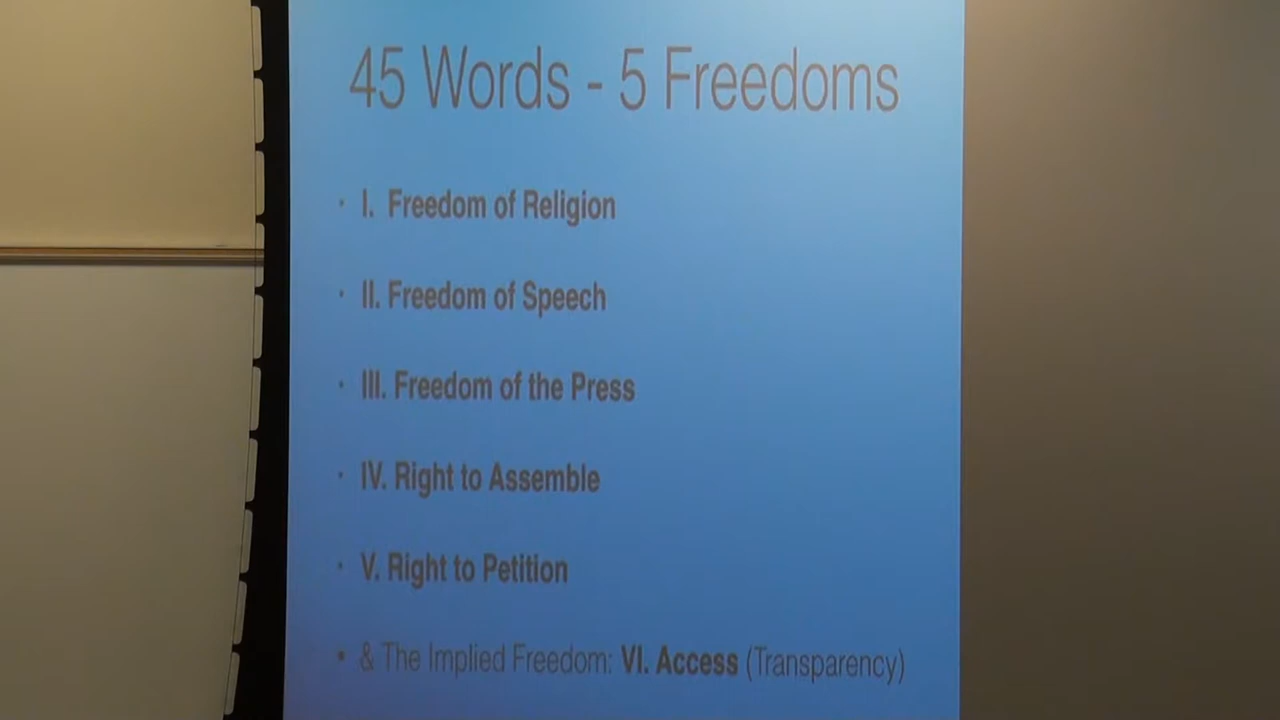 45 Words - 5 Freedoms
• I. Freedom of Religion
• II. Freedom of Speech
• III. Freedom of the Press
• IV. Right to Assemble
• V. Right to Petition
• & The Implied Freedom: VI. Access (Transparency)